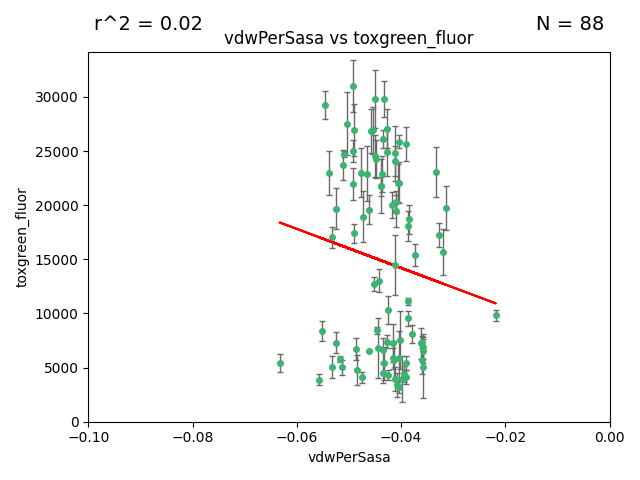 r^2 = 0.02
N = 88
vdwPerSasa vs toxgreen_fluor
30000
25000
20000
15000
10000
5000
0
toxgreen_fluor
−0.10
−0.08
−0.06
−0.04
−0.02
0.00
vdwPerSasa